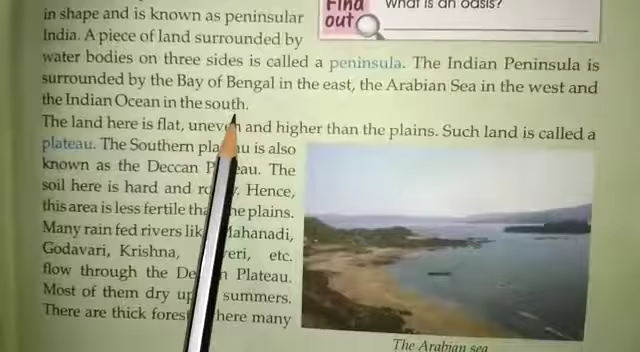 in shape and is known as peninsular
India. A piece of land surrounded by
water bodies on three sides is called a peninsula. The Indian Peninsula is
surrounded by the Bay of Bengal in the east, the Arabian Sea in the west and
the Indian Ocean in the south.
The land here is flat, uneven and higher than the plains. Such land is called a
plateau. The Southern plateau is also
known as the Deccan Plateau. The
soil here is hard and Hence,
this area is less fertile than the plains.
Many rain fed rivers like Mahanadi,
Godavari, Krishna, etc.
flow through the Deccan Plateau.
Most of them dry up summers.
There are thick forests here many
Find out
What is an oasis?
The Arabian sea